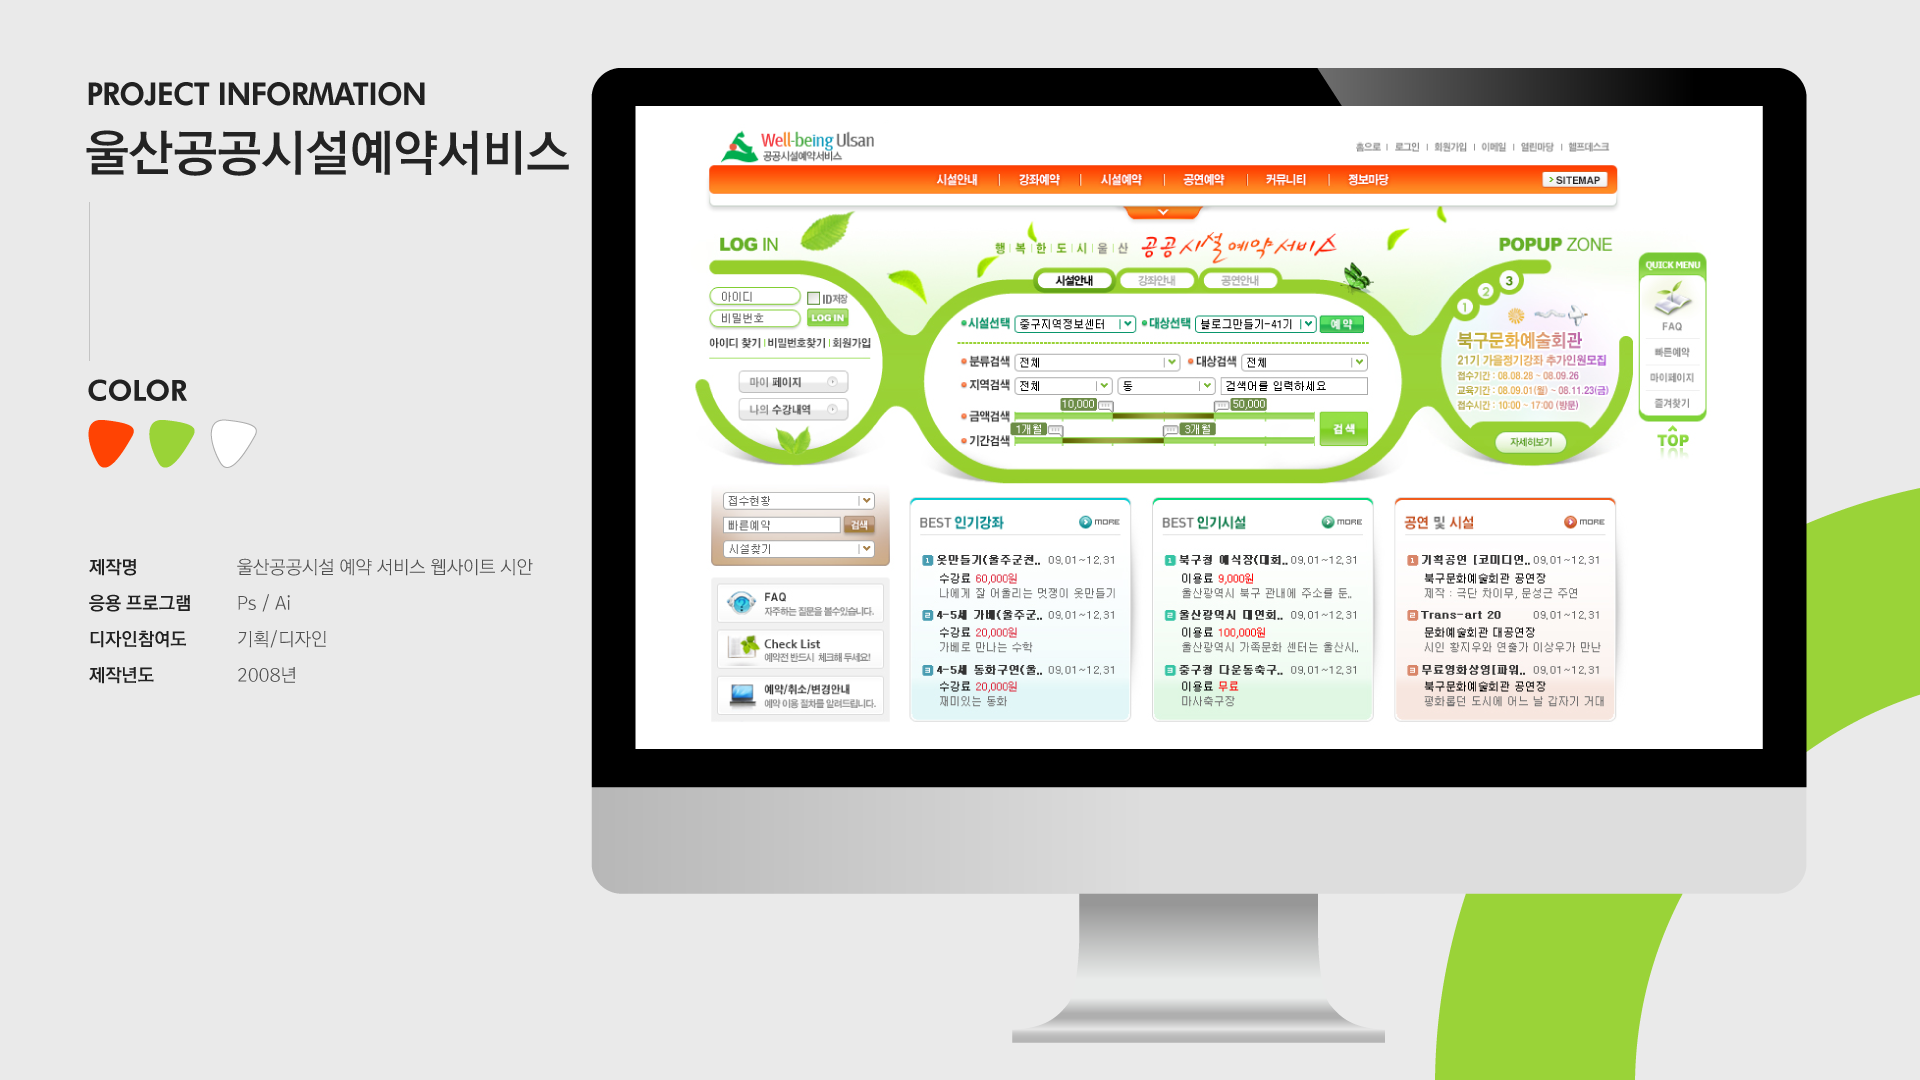 PROJECT INFORMATION
울산공공시설예약서비스
COLOR
제작명 울산공공시설 예약 서비스 웹사이트 시안
응용 프로그램 Ps / Ai
디자인참여도 기획/디자인
제작년도 2008년
Well-being Ulsan
공공시설예약서비스
홈으로 | 로그인 | 회원가입 | 이메일 | 열린마당 | 헬프데스크
시설안내 | 강좌예약 | 시설예약 | 공연예약 | 커뮤니티 | 정보마당
> SITEMAP
LOG IN
아이디
ID저장
비밀번호
LOG IN
아이디 찾기 | 비밀번호찾기 | 회원가입
마이 페이지
나의 수강내역
행|복|한|도|시|울|산 공공시설예약서비스
시설안내 강좌안내 공연안내
시설선택 중구지역정보센터 대상선택 블로그만들기-41기 예 약
분류검색 전체 대상검색 전체
지역검색 전체 동 검색어를 입력하세요
10,000 50,000
금액검색
1개월 3개월
기간검색
검 색
POPUP ZONE
1 2 3
북구문화예술회관
21기 가을정기강좌 추가인원모집
접수기간 : 08.08.28 ~ 08.09.26
교육기간 : 08.09.01(월) ~ 08.11.23(금)
접수시간 : 10:00 ~ 17:00 (방문)
자세히보기
QUICK MENU
FAQ
빠른예약
마이페이지
즐겨찾기
TOP
접수현황
빠른예약 검색
시설찾기
FAQ
자주하는 질문을 볼수있습니다.
Check List
예약전 반드시 체크해 두세요!
예약/취소/변경안내
예약 이용 절차를 알려드립니다.
BEST 인기강좌 MORE
1 옷만들기(울주군천.. 09.01~12.31
수강료 60,000원
나에게 잘 어울리는 멋쟁이 옷만들기
2 4-5세 가베(울주군.. 09.01~12.31
수강료 20,000원
가베로 만나는 수학
3 4-5세 동화구연(울.. 09.01~12.31
수강료 20,000원
재미있는 동화
BEST 인기시설 MORE
1 북구청 예식장(대회.. 09.01~12.31
이용료 9,000원
울산광역시 북구 관내에 주소를 둔..
2 울산광역시 대연회.. 09.01~12.31
이용료 100,000원
울산광역시 가족문화 센터는 울산시..
3 중구청 다운동축구.. 09.01~12.31
이용료 무료
마사축구장
공연 및 시설 MORE
1 기획공연 [코미디연.. 09.01~12.31
북구문화예술회관 공연장
제작 : 극단 차이무, 문성근 주연
2 Trans-art 20 09.01~12.31
문화예술회관 대공연장
시인 황지우와 연출가 이상우가 만난
3 무료영화상영[파워.. 09.01~12.31
북구문화예술회관 공연장
평화롭던 도시에 어느 날 갑자기 거대